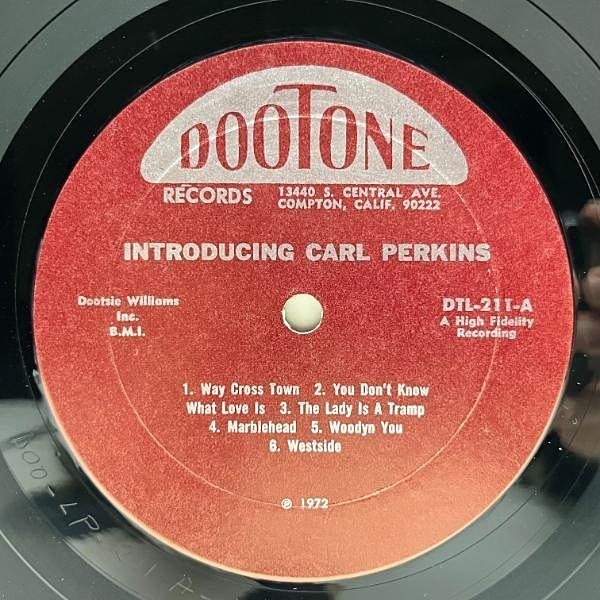 DOOTONE
RECORDS 13440 S. CENTRAL AVE.
COMPTON, CALIF. 90222
INTRODUCING CARL PERKINS
Dootsie Williams
Inc.
B.M.I.
DTL-211-A
A High Fidelity
Recording
1. Way Cross Town 2. You Don't Know
What Love Is 3. The Lady Is A Tramp
4. Marblehead 5. Woodyn You
6. Westside
℗ 1972